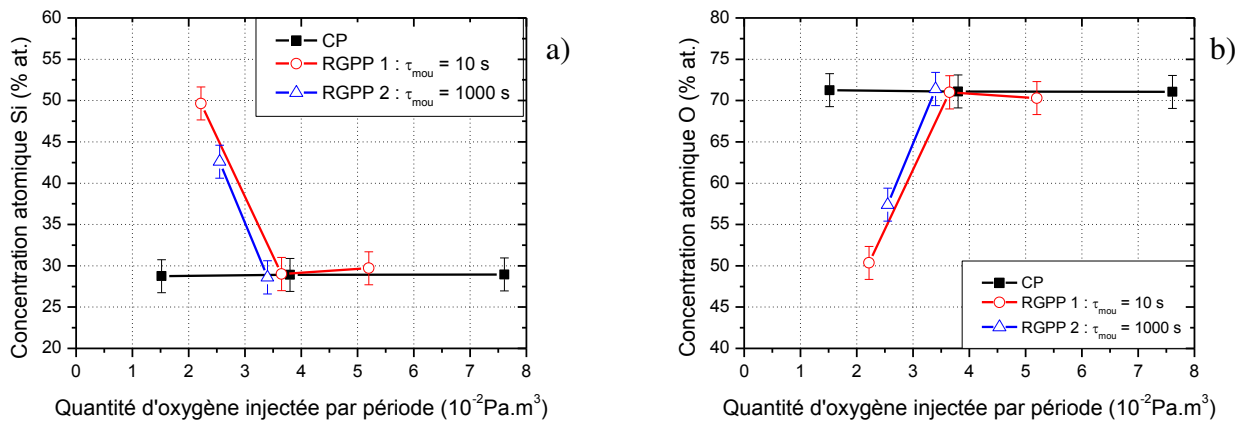 Concentration atomique Si (% at.)
60
55
50
45
40
35
30
25
20
0 1 2 3 4 5 6 7 8
Quantité d'oxygène injectée par période (10⁻²Pa.m³)
CP
RGPP 1 : τmou = 10 s
RGPP 2 : τmou = 1000 s
a)
Concentration atomique O (% at.)
80
75
70
65
60
55
50
45
40
0 1 2 3 4 5 6 7 8
Quantité d'oxygène injectée par période (10⁻²Pa.m³)
CP
RGPP 1 : τmou = 10 s
RGPP 2 : τmou = 1000 s
b)